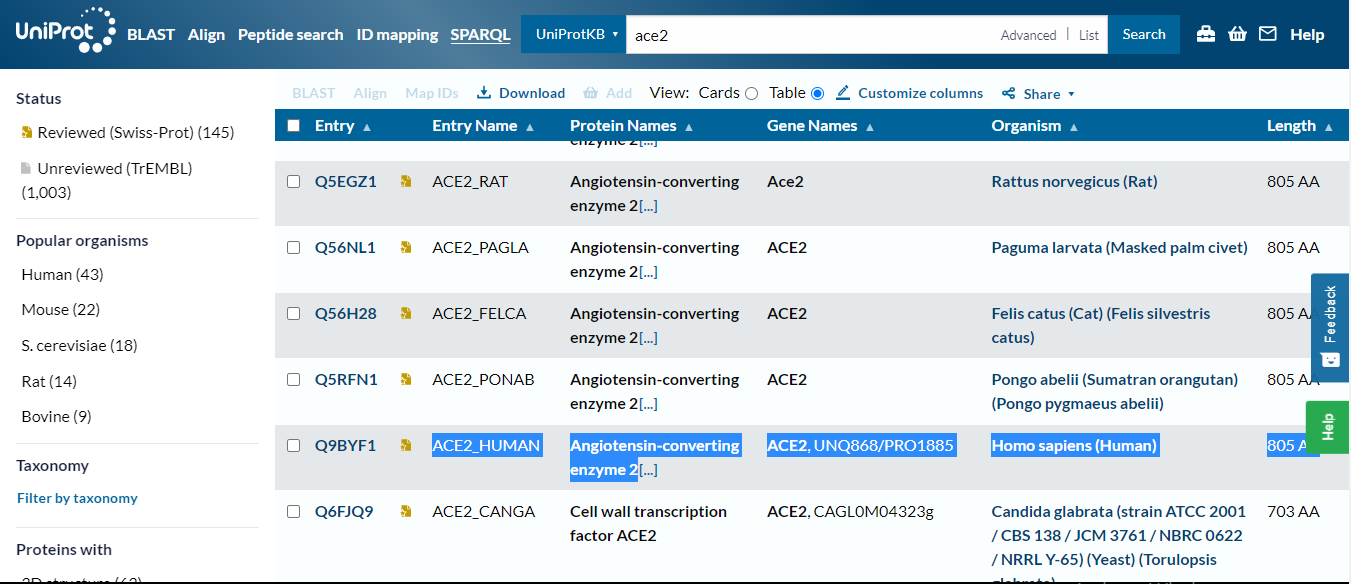 UniProt BLAST Align Peptide search ID mapping SPARQL UniProtKB ace2 Advanced List Search Help
Status
Reviewed (Swiss-Prot) (145)
Unreviewed (TrEMBL)
(1,003)
Popular organisms
Human (43)
Mouse (22)
S. cerevisiae (18)
Rat (14)
Bovine (9)
Taxonomy
Filter by taxonomy
Proteins with
BLAST Align Map IDs Download Add View: Cards Table Customize columns Share
Entry Entry Name Protein Names Gene Names Organism Length
enzyme 2[...]
Q5EGZ1 ACE2_RAT Angiotensin-converting Ace2 Rattus norvegicus (Rat) 805 AA
enzyme 2[...]
Q56NL1 ACE2_PAGLA Angiotensin-converting ACE2 Paguma larvata (Masked palm civet) 805 AA
enzyme 2[...]
Q56H28 ACE2_FELCA Angiotensin-converting ACE2 Felis catus (Cat) (Felis silvestris 805 AA
enzyme 2[...] catus)
Q5RFN1 ACE2_PONAB Angiotensin-converting ACE2 Pongo abelii (Sumatran orangutan) 805 AA
enzyme 2[...] (Pongo pygmaeus abelii)
Q9BYF1 ACE2_HUMAN Angiotensin-converting ACE2, UNQ868/PRO1885 Homo sapiens (Human) 805
enzyme 2[...]
Q6FJQ9 ACE2_CANGA Cell wall transcription ACE2, CAGL0M04323g Candida glabrata (strain ATCC 2001 703 AA
factor ACE2 / CBS 138 / JCM 3761 / NBRC 0622
/ NRRL Y-65) (Yeast) (Torulopsis
Feedback
Help